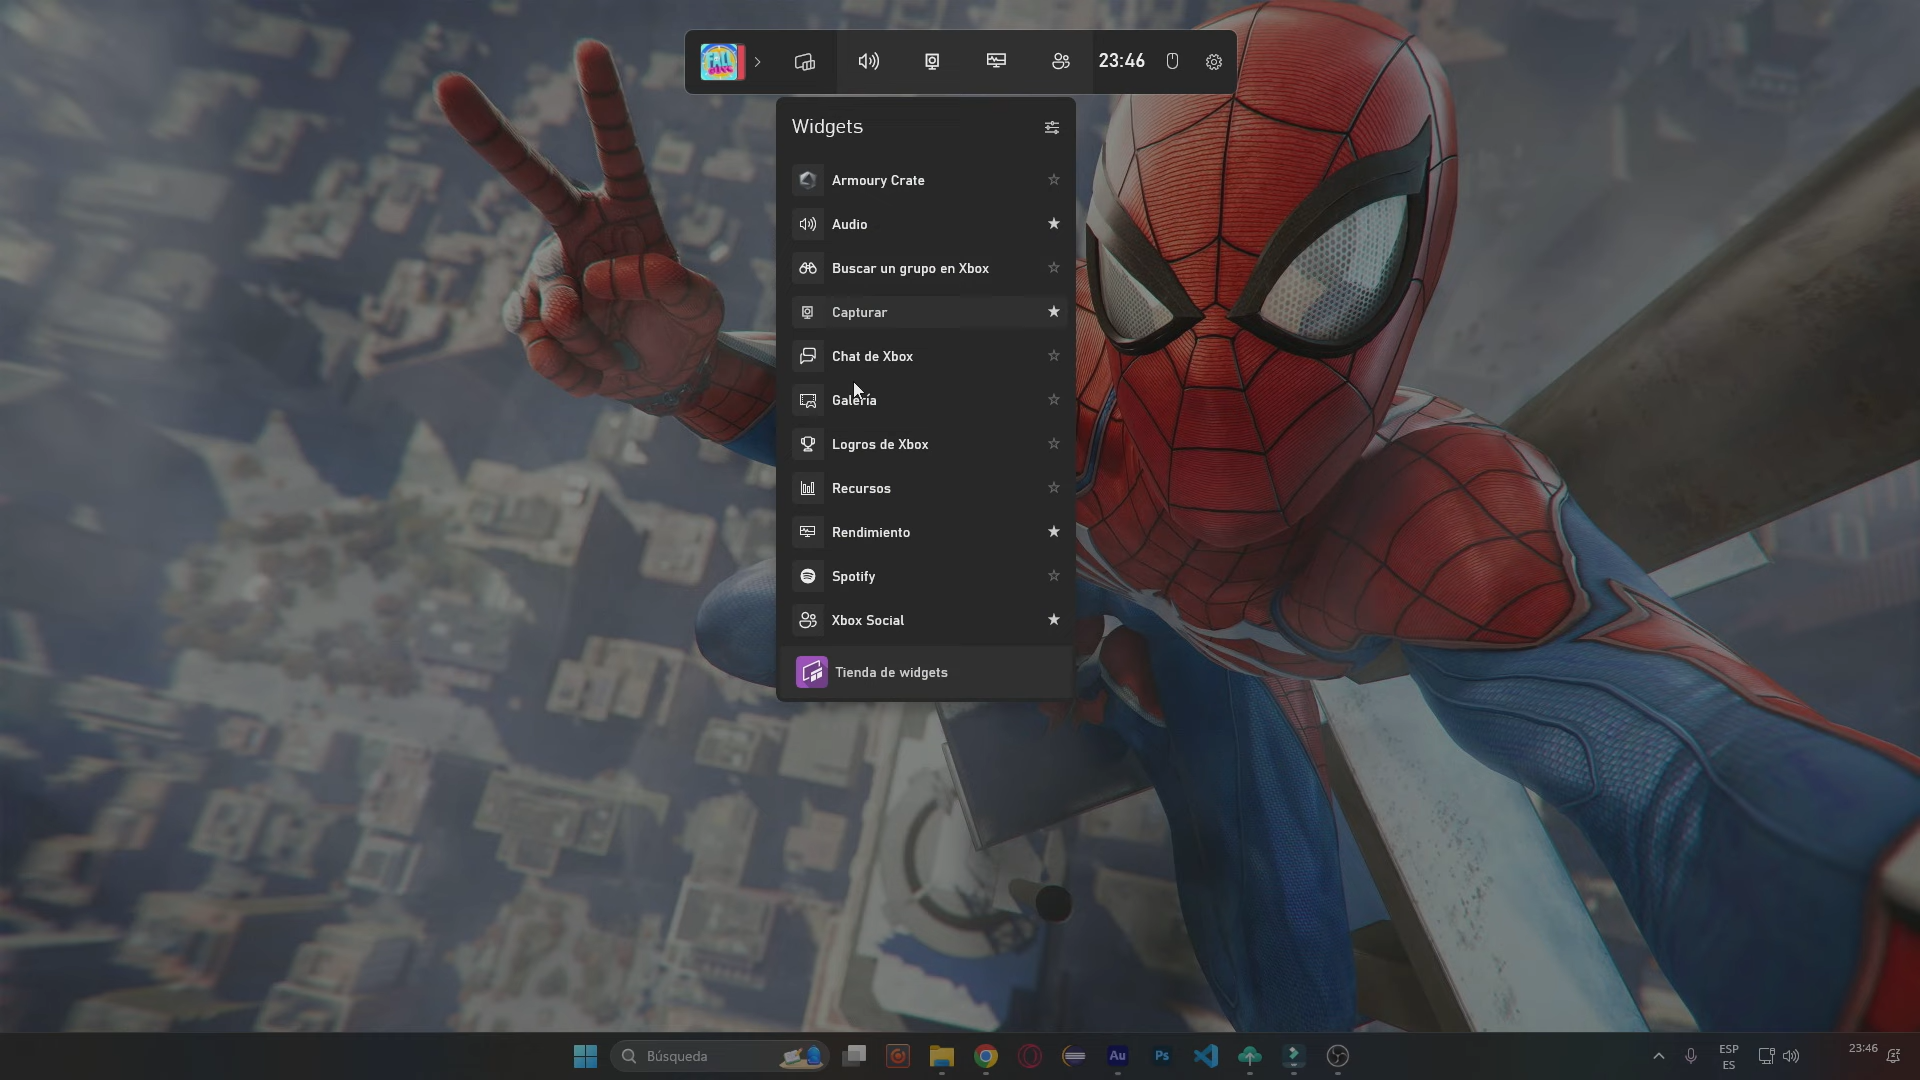 FALL
23:46
Widgets
Armoury Crate
Audio
Buscar un grupo en Xbox
Capturar
Chat de Xbox
Galería
Logros de Xbox
Recursos
Rendimiento
Spotify
Xbox Social
Tienda de widgets
Búsqueda
Au
Ps
ESP
ES
23:46